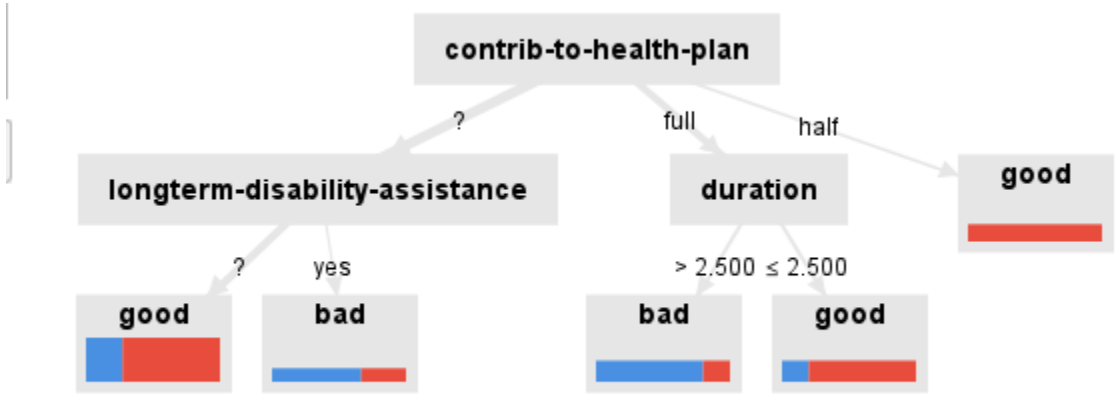 contrib-to-health-plan
? full half
longterm-disability-assistance duration good
? yes > 2.500 ≤ 2.500
good bad bad good